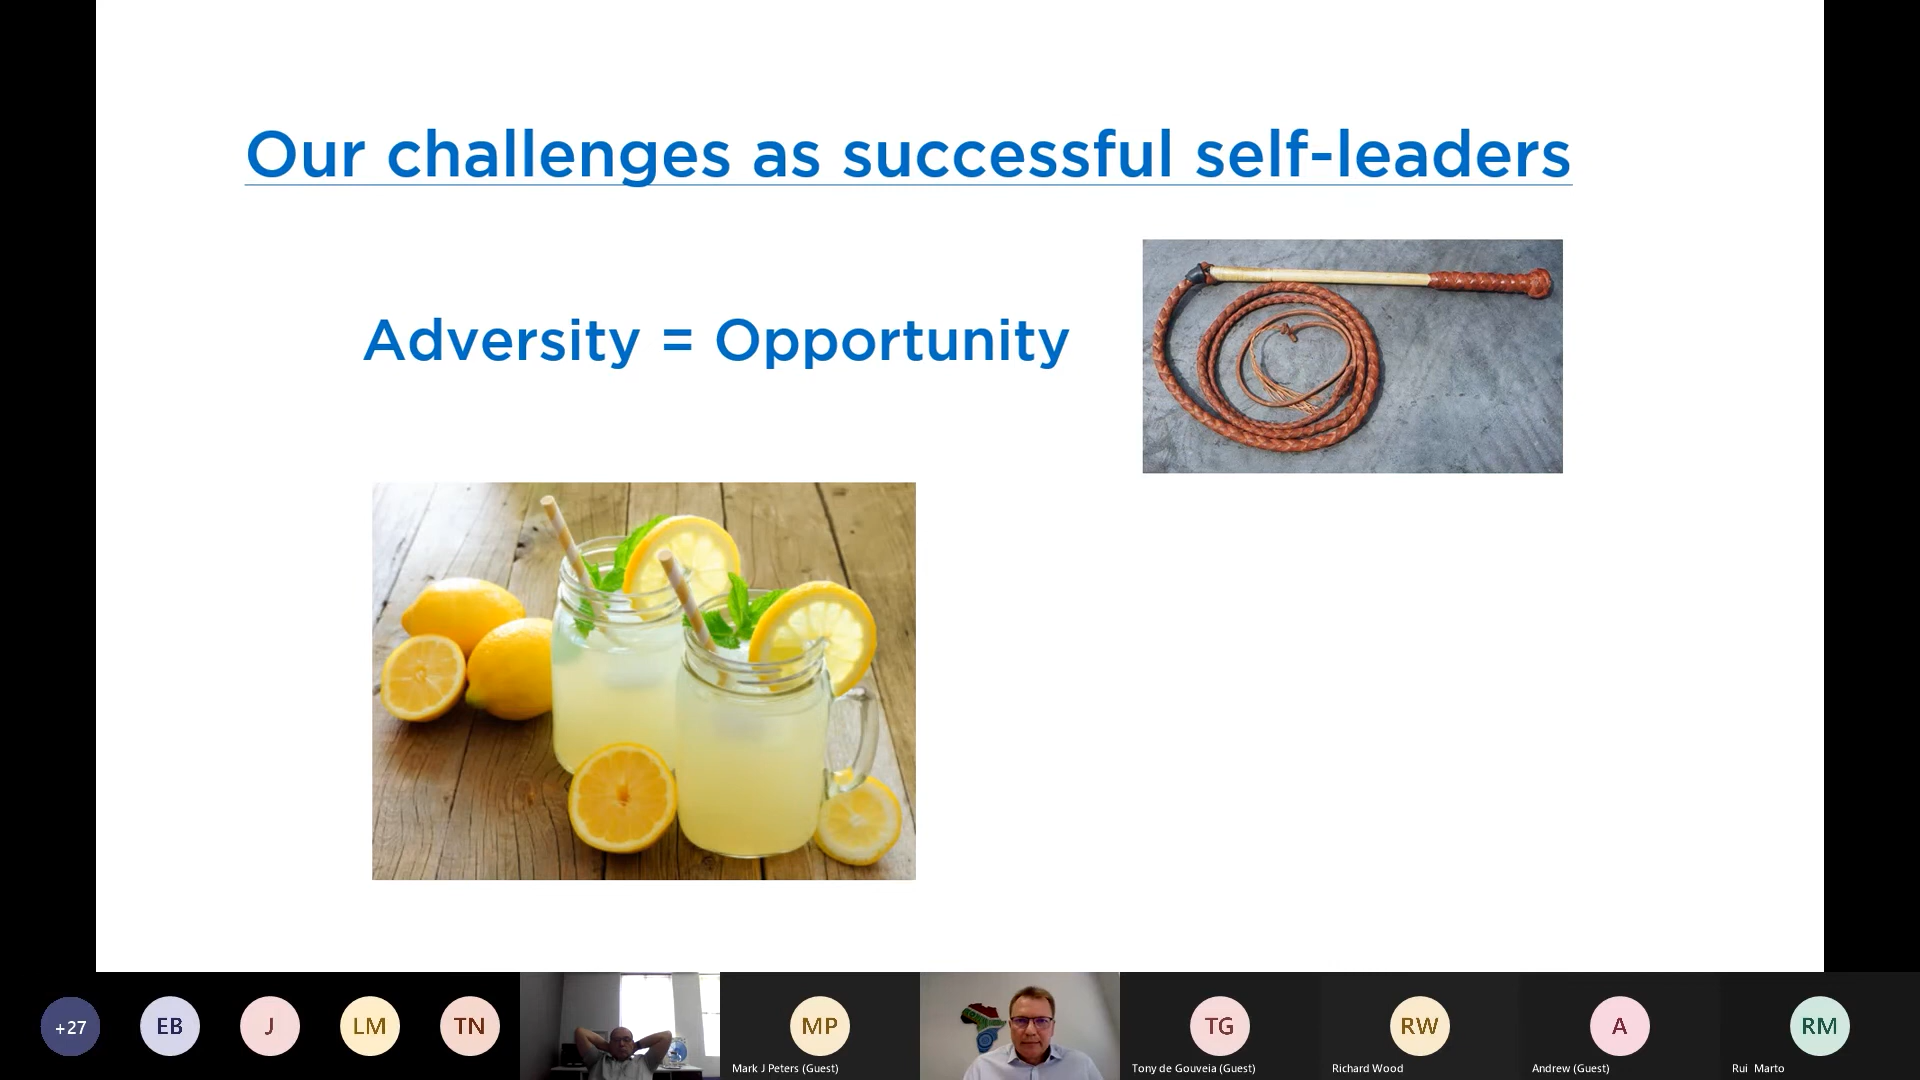 Our challenges as successful self-leaders
Adversity = Opportunity
+27
EB
J
LM
TN
MP
Mark J Peters (Guest)
TG
Tony de Gouveia (Guest)
RW
Richard Wood
A
Andrew (Guest)
RM
Rui Marto